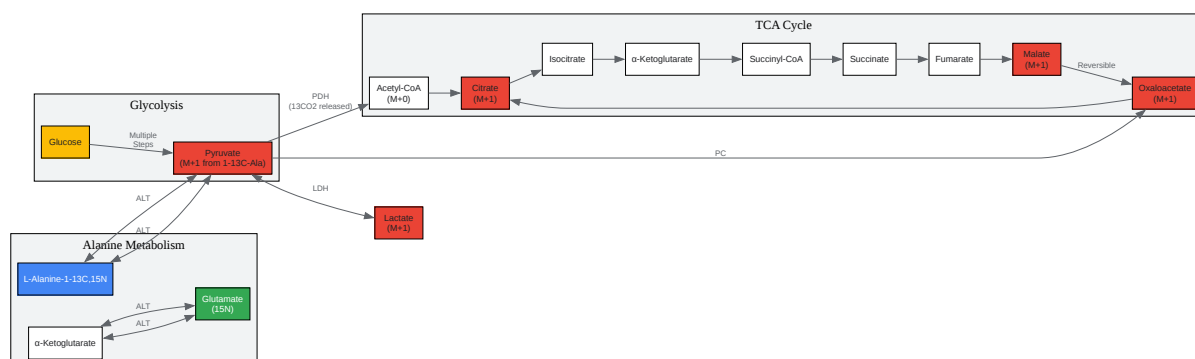 TCA Cycle
Isocitrate
α-Ketoglutarate
Succinyl-CoA
Succinate
Fumarate
Malate
(M+1)
Reversible
Acetyl-CoA
(M+0)
Citrate
(M+1)
Oxaloacetate
(M+1)
PDH
(13CO2 released)
Glycolysis
Glucose
Multiple
Steps
Pyruvate
(M+1 from 1-13C-Ala)
PC
ALT
LDH
Lactate
(M+1)
ALT
Alanine Metabolism
L-Alanine-1-13C,15N
Glutamate
(15N)
ALT
ALT
α-Ketoglutarate